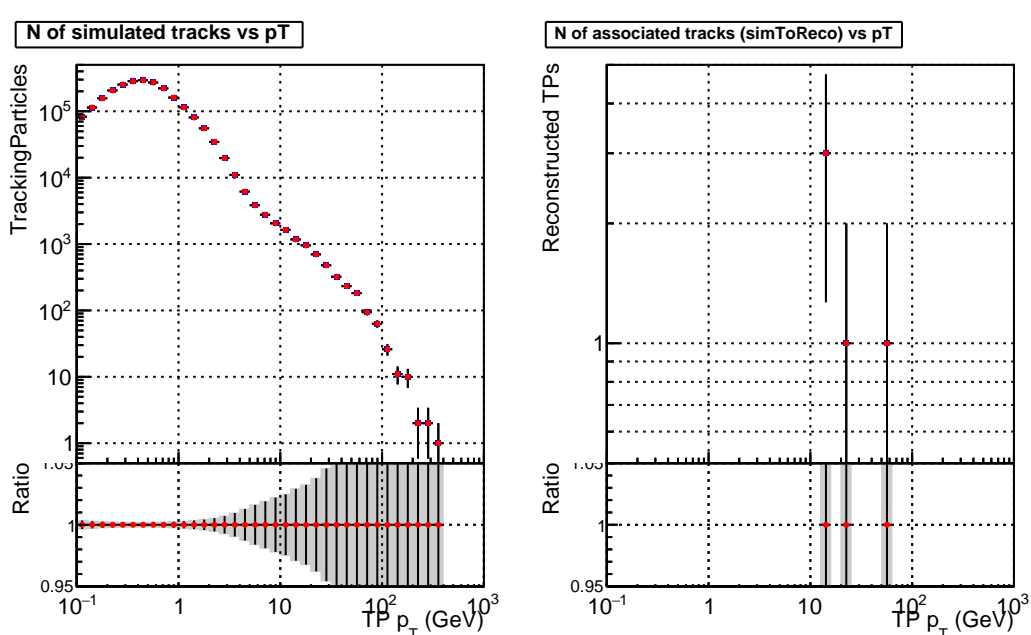 N of simulated tracks vs pT
TrackingParticles
10^5
10^4
10^3
10^2
10
1
Ratio
1.05
1
0.95
10^−1
1
10
10^2
10^3
TP p_T (GeV)
N of associated tracks (simToReco) vs pT
Reconstructed TPs
1
Ratio
1.05
1
0.95
10^−1
1
10
10^2
10^3
TP p_T (GeV)